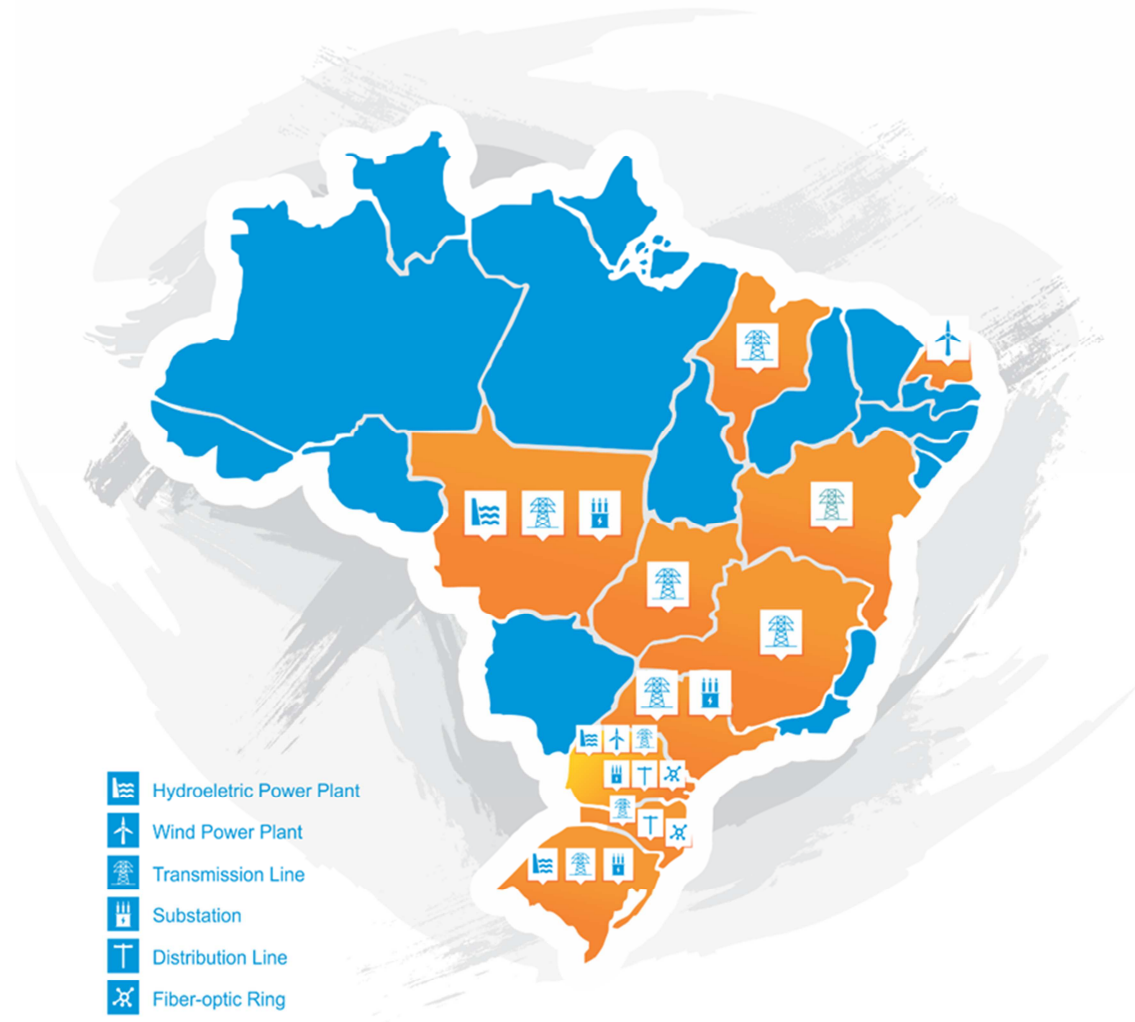 Hydroeletric Power Plant
Wind Power Plant
Transmission Line
Substation
Distribution Line
Fiber-optic Ring